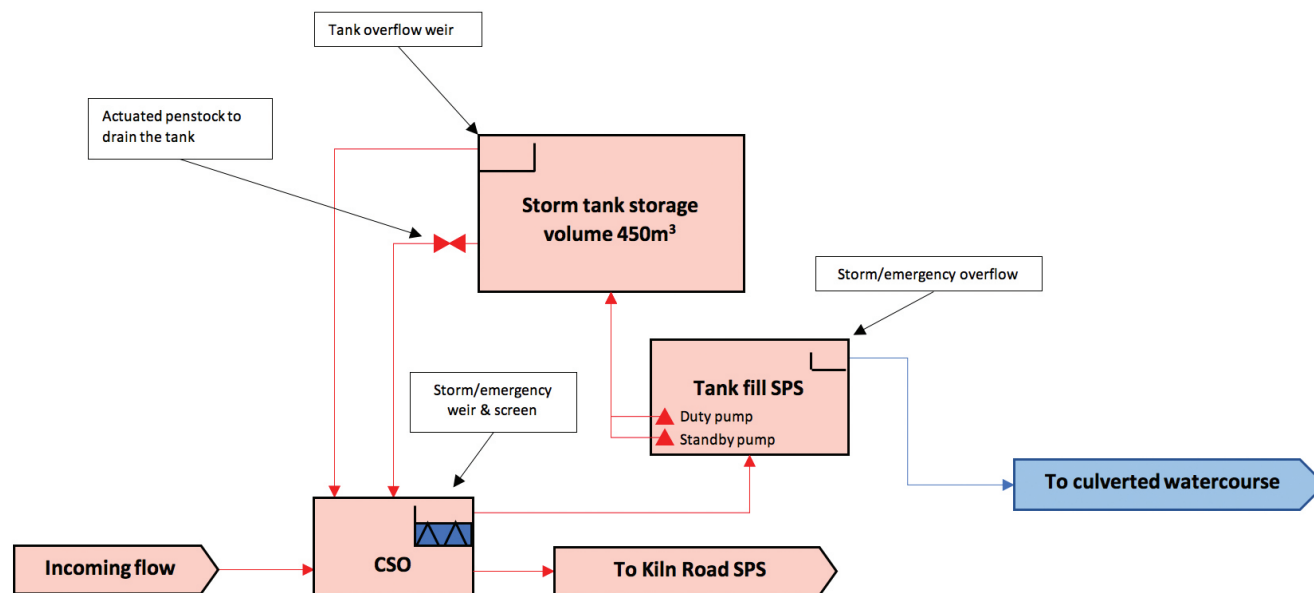 Tank overflow weir
Actuated penstock to
drain the tank
Storm tank storage
volume 450m³
Storm/emergency overflow
Tank fill SPS
Duty pump
Standby pump
Storm/emergency
weir & screen
To culverted watercourse
Incoming flow
CSO
To Kiln Road SPS